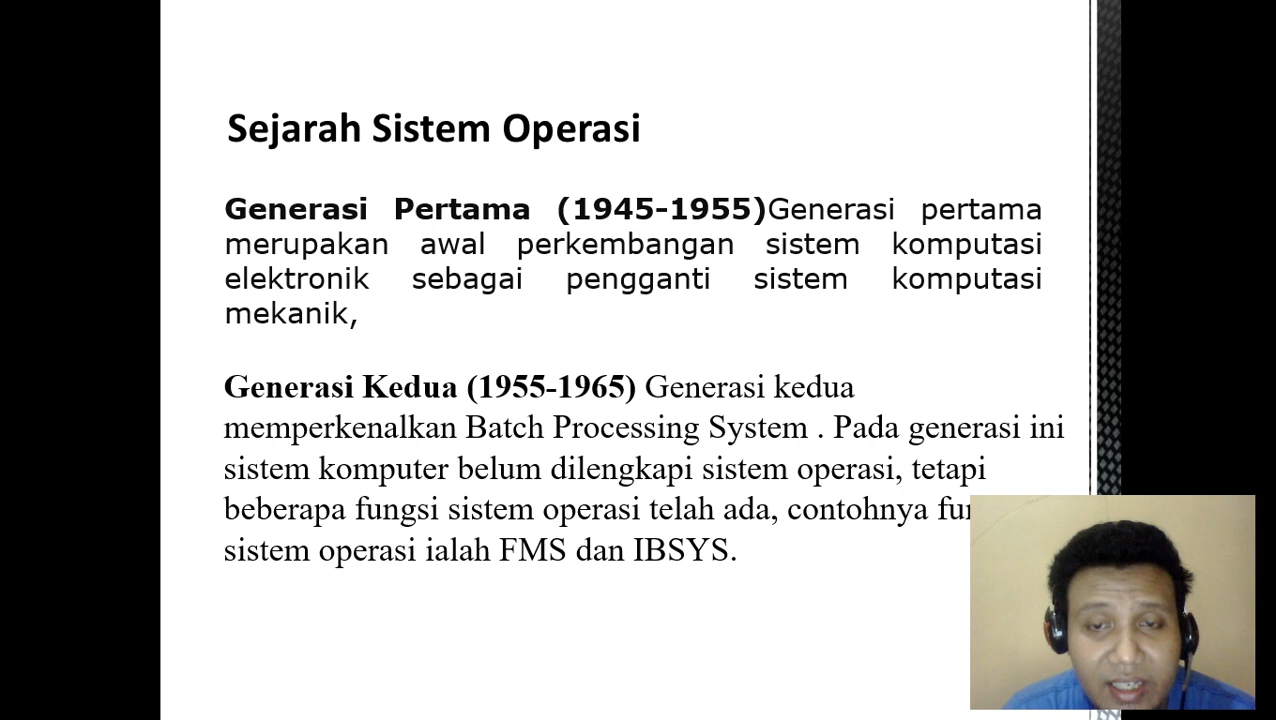 Sejarah Sistem Operasi
Generasi Pertama (1945-1955)Generasi pertama
merupakan awal perkembangan sistem komputasi
elektronik sebagai pengganti sistem komputasi
mekanik,
Generasi Kedua (1955-1965) Generasi kedua
memperkenalkan Batch Processing System . Pada generasi ini
sistem komputer belum dilengkapi sistem operasi, tetapi
beberapa fungsi sistem operasi telah ada, contohnya
sistem operasi ialah FMS dan IBSYS.